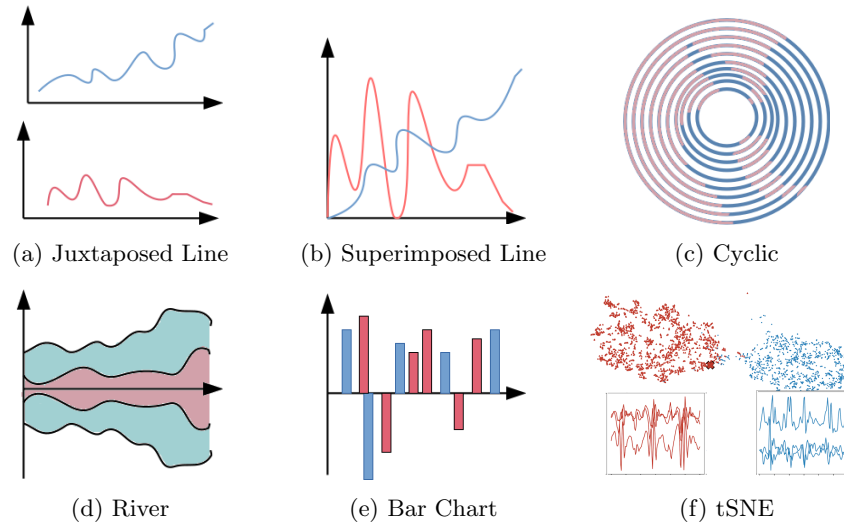 (a) Juxtaposed Line
(b) Superimposed Line
(c) Cyclic
(d) River
(e) Bar Chart
(f) tSNE